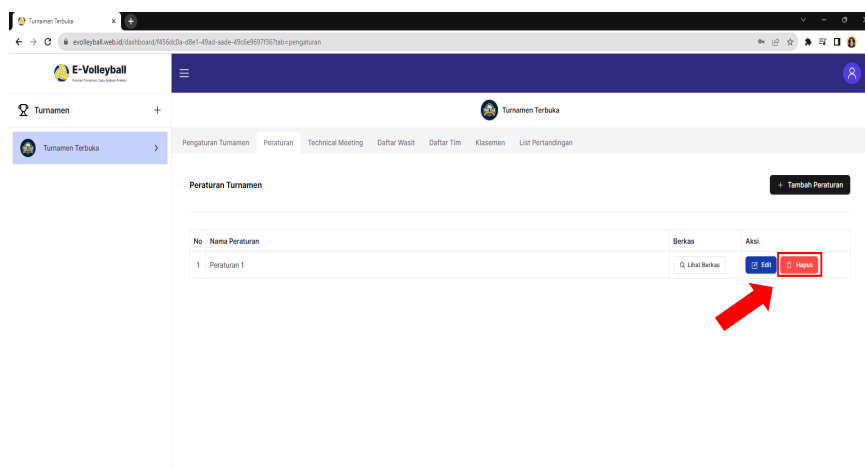 Turnamen Terbuka
evolleyball.web.id/dashboard/f456dc0a-d8e1-49ad-aade-49c6e9697f36?tab=pengaturan
E-Volleyball
Turnamen
Turnamen Terbuka
Turnamen Terbuka
Pengaturan Turnamen Peraturan Technical Meeting Daftar Wasit Daftar Tim Klasemen List Pertandingan
Peraturan Turnamen
+ Tambah Peraturan
No Nama Peraturan Berkas Aksi
1 Peraturan 1 Lihat Berkas Edit Hapus